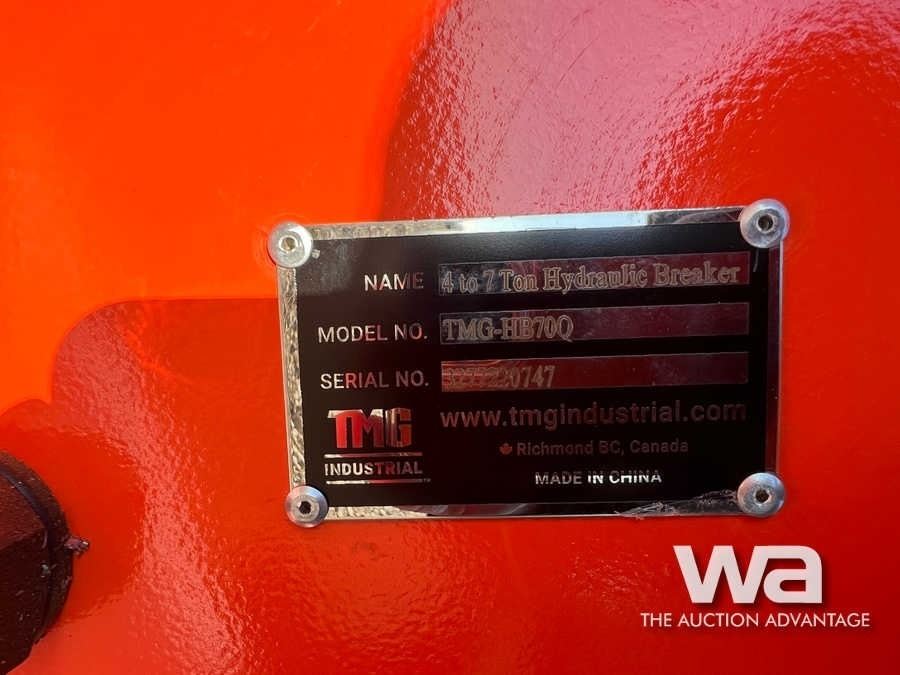 NAME 4 to 7 Ton Hydraulic Breaker
MODEL NO. TMG-HB70Q
SERIAL NO.
TMG
INDUSTRIAL
www.tmgindustrial.com
Richmond BC, Canada
MADE IN CHINA
wa
THE AUCTION ADVANTAGE